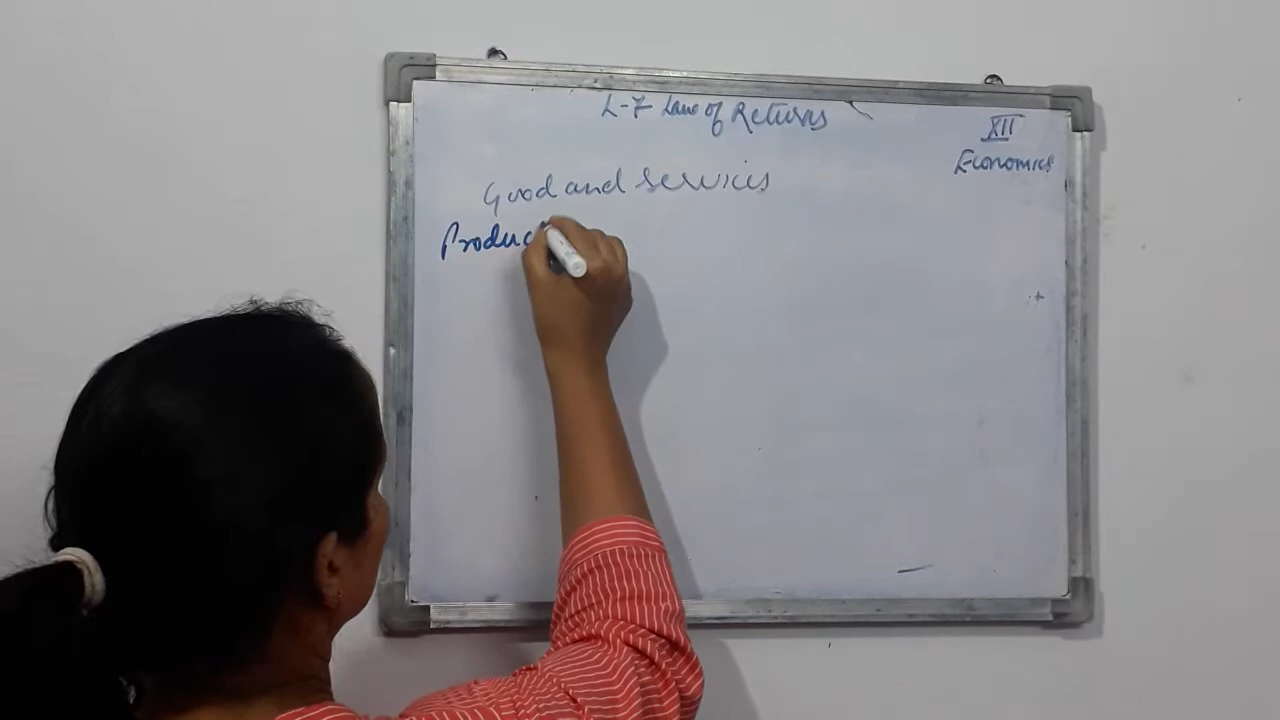 L-7 Law of Returns
XII
Economics
Good and services
Produc